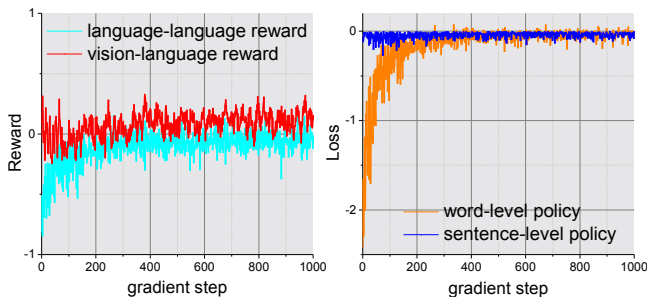 1
0
-1
0
200
400
600
800
1000
Reward
gradient step
language-language reward
vision-language reward
0
-1
-2
0
200
400
600
800
1000
Loss
gradient step
word-level policy
sentence-level policy